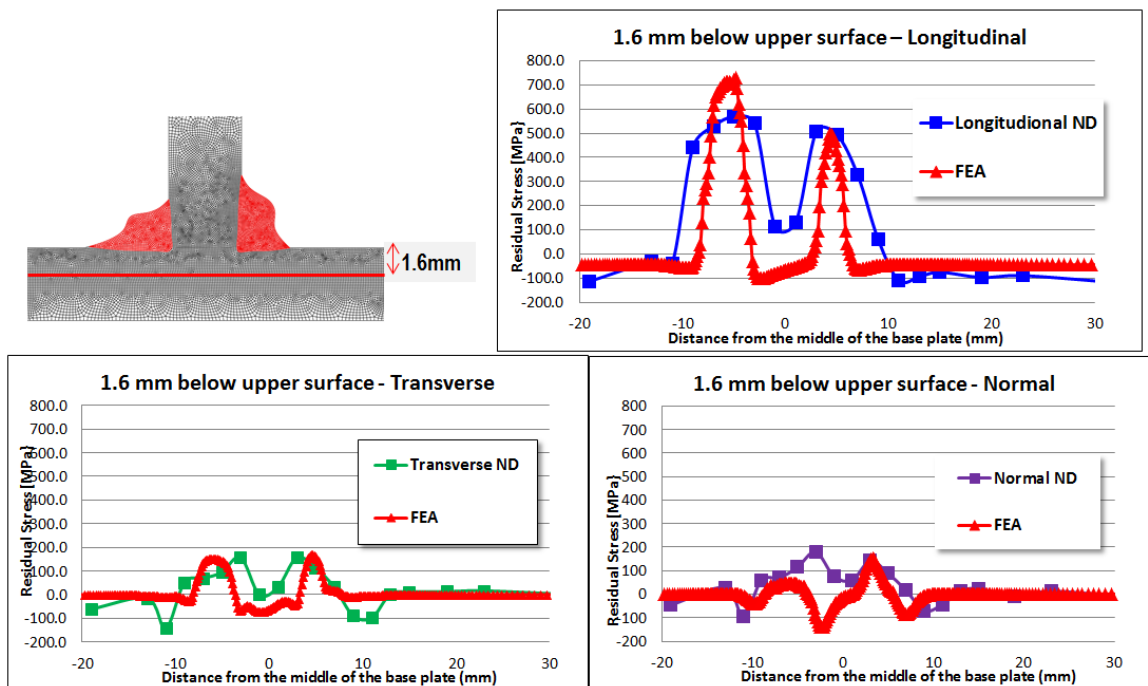 1.6mm
1.6 mm below upper surface – Longitudinal
Residual Stress [MPa}
800.0
700.0
600.0
500.0
400.0
300.0
200.0
100.0
0.0
-100.0
-200.0
Longitudional ND
FEA
-20 -10 0 10 20 30
Distance from the middle of the base plate (mm)
1.6 mm below upper surface - Transverse
Residual Stress [MPa}
800.0
700.0
600.0
500.0
400.0
300.0
200.0
100.0
0.0
-100.0
-200.0
Transverse ND
FEA
-20 -10 0 10 20 30
Distance from the middle of the base plate (mm)
1.6 mm below upper surface - Normal
Residual Stress [MPa}
800
700
600
500
400
300
200
100
0
-100
-200
Normal ND
FEA
-20 -10 0 10 20 30
Distance from the middle of the base plate (mm)